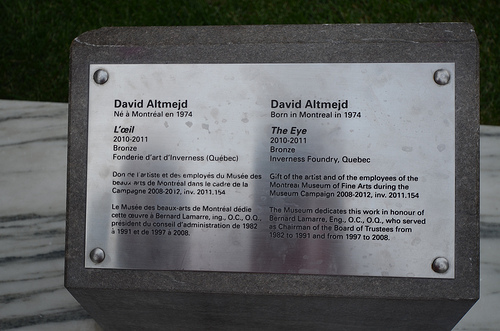 David Altmejd
Né à Montréal en 1974
L'œil
2010-2011
Bronze
Fonderie d'art d'Inverness (Québec)
Don de l'artiste et des employés du Musée des
beaux-arts de Montréal dans le cadre de la
Campagne 2008-2012, inv. 2011.154
Le Musée des beaux-arts de Montréal dédie
cette œuvre à Bernard Lamarre, ing., O.C., O.Q.,
président du conseil d'administration de 1982
à 1991 et de 1997 à 2008.
David Altmejd
Born in Montreal in 1974
The Eye
2010-2011
Bronze
Inverness Foundry, Quebec
Gift of the artist and of the employees of the
Montreal Museum of Fine Arts during the
Museum Campaign 2008-2012, inv. 2011.154
The Museum dedicates this work in honour of
Bernard Lamarre, Eng., O.C., O.Q., who served
as Chairman of the Board of Trustees from
1982 to 1991 and from 1997 to 2008.